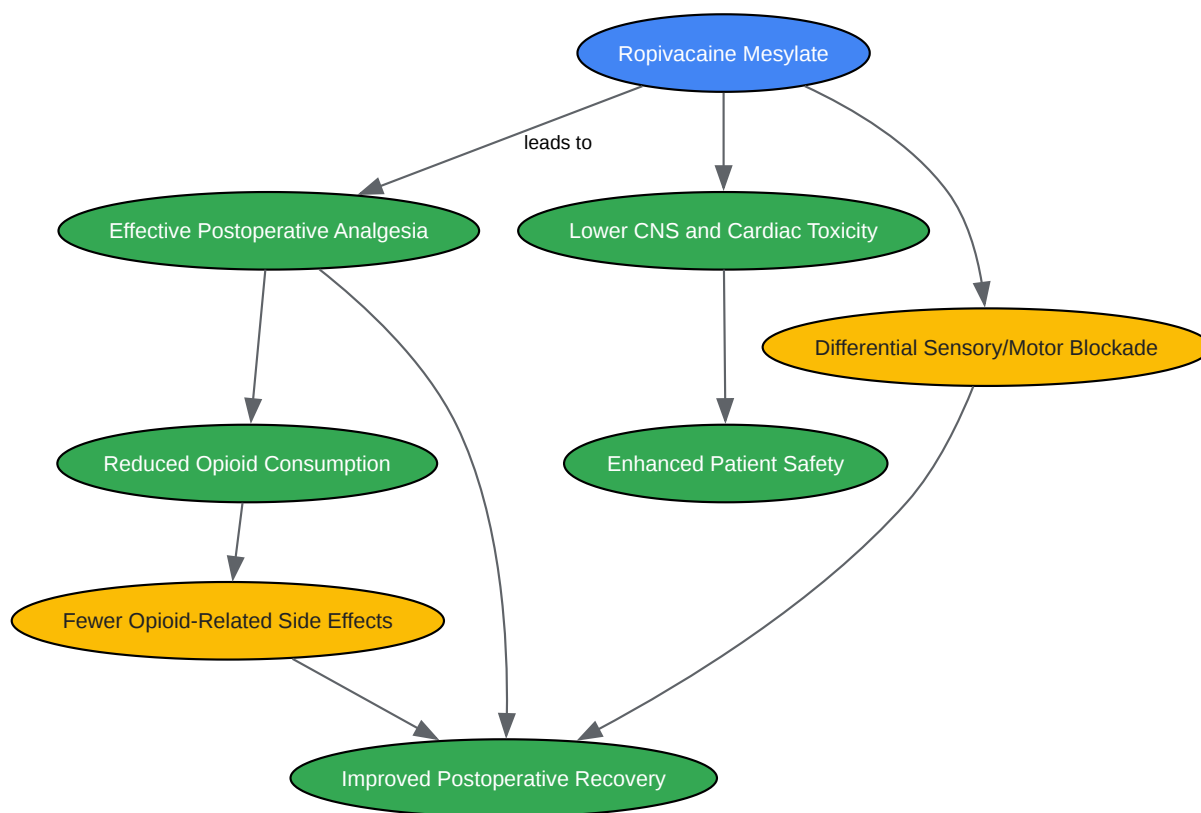 Ropivacaine Mesylate
leads to
Effective Postoperative Analgesia
Lower CNS and Cardiac Toxicity
Differential Sensory/Motor Blockade
Reduced Opioid Consumption
Enhanced Patient Safety
Fewer Opioid-Related Side Effects
Improved Postoperative Recovery